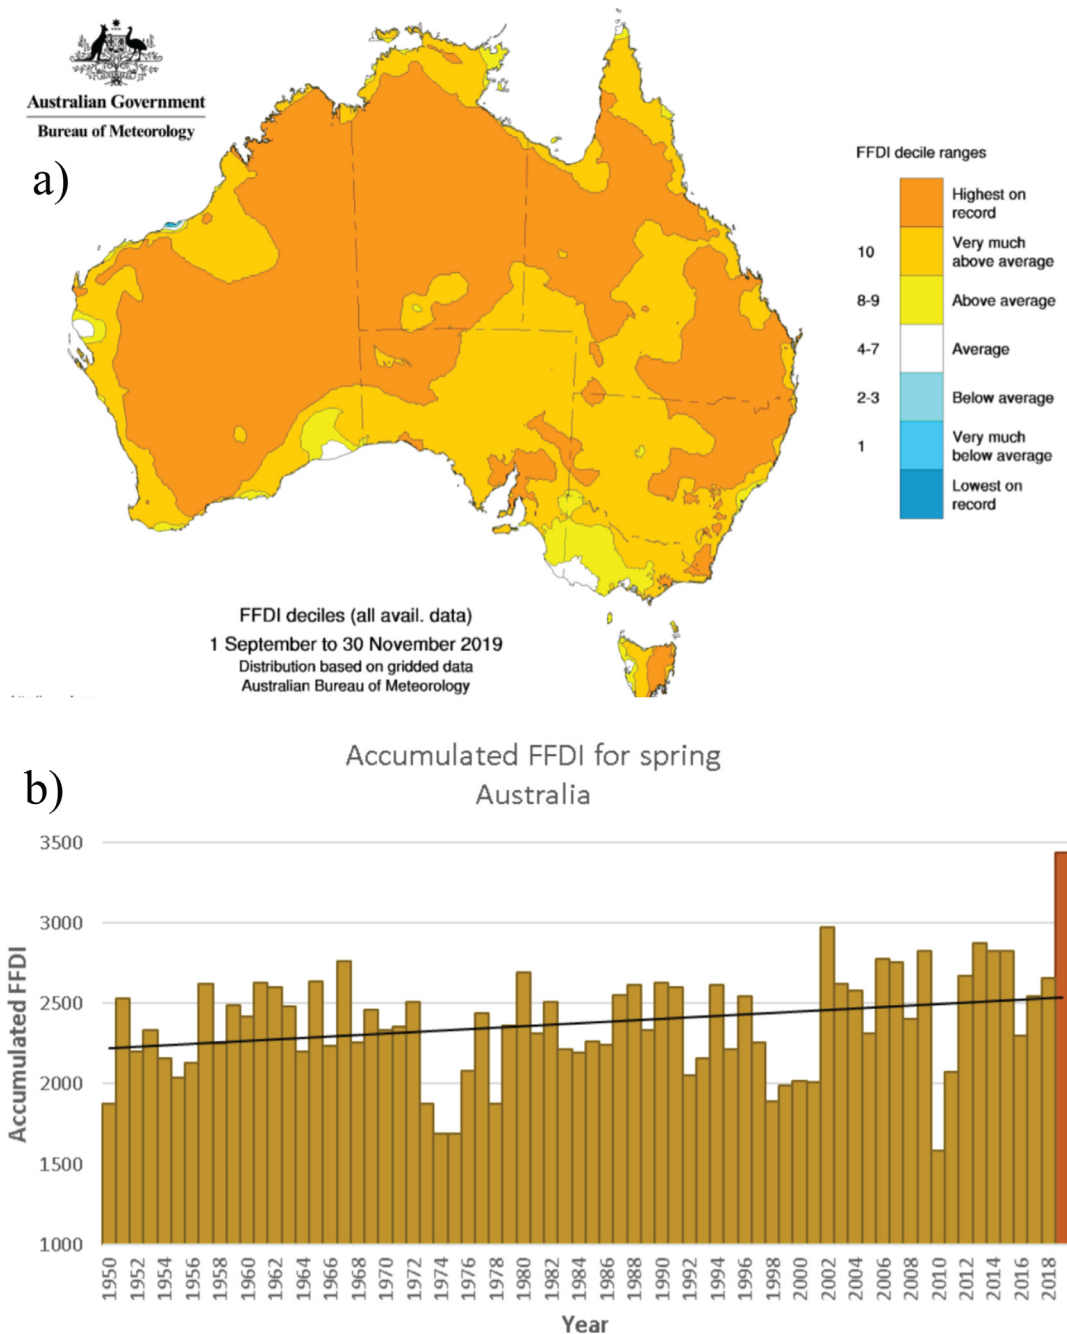 Australian Government
Bureau of Meteorology
a)
FFDI decile ranges
Highest on
record
10
Very much
above average
8-9
Above average
4-7
Average
2-3
Below average
1
Very much
below average
Lowest on
record
FFDI deciles (all avail. data)
1 September to 30 November 2019
Distribution based on gridded data
Australian Bureau of Meteorology
b)
Accumulated FFDI for spring
Australia
Accumulated FFDI
3500
3000
2500
2000
1500
1000
1950 1952 1954 1956 1958 1960 1962 1964 1966 1968 1970 1972 1974 1976 1978 1980 1982 1984 1986 1988 1990 1992 1994 1996 1998 2000 2002 2004 2006 2008 2010 2012 2014 2016 2018
Year